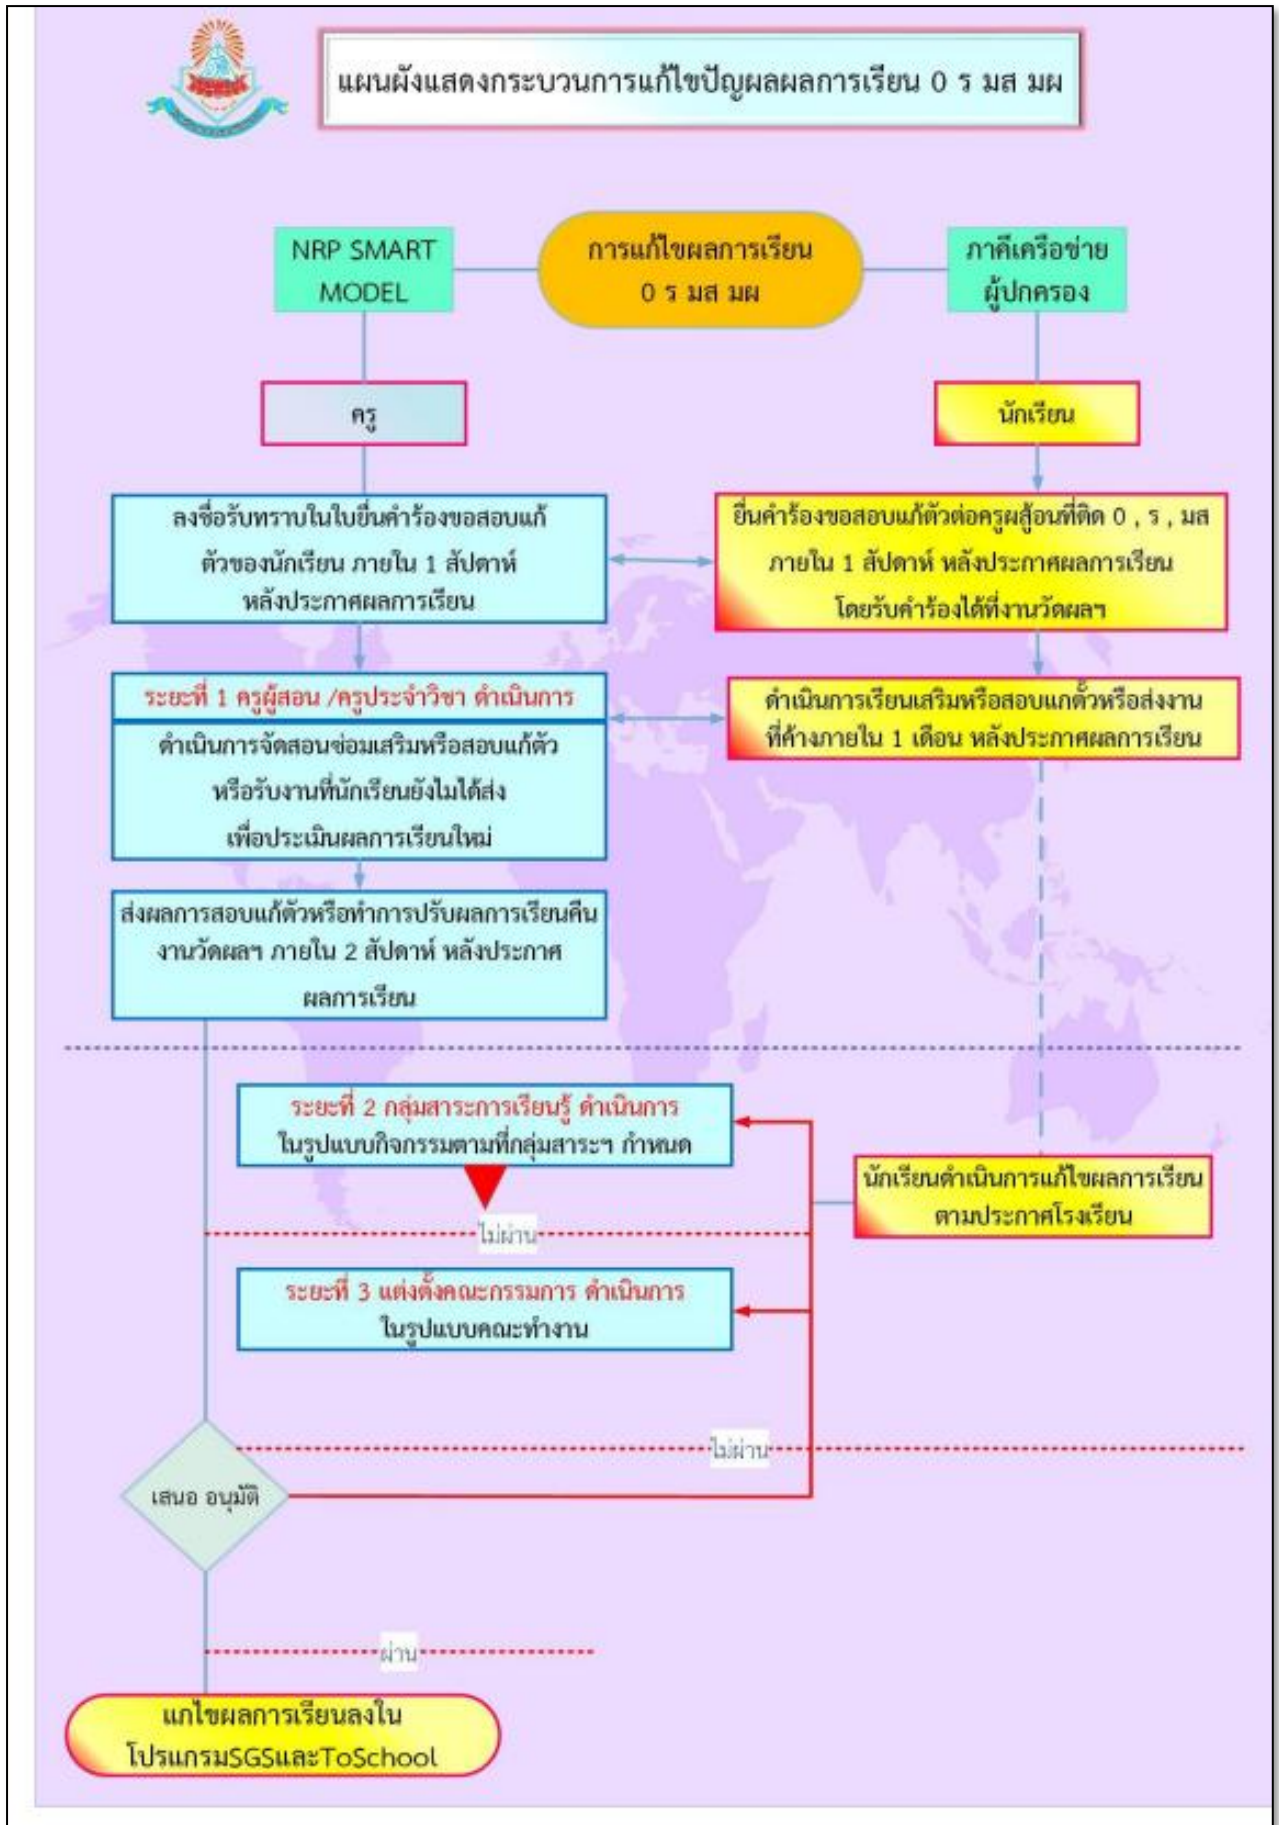 แผนผังแสดงกระบวนการแก้ไขปัญผลผลการเรียน 0 ร มส มผ
NRP SMART
MODEL
การแก้ไขผลการเรียน
0 ร มส มผ
ภาคีเครือข่าย
ผู้ปกครอง
ครู
นักเรียน
ลงชื่อรับทราบในใบยื่นคำร้องขอสอบแก้
ตัวของนักเรียน ภายใน 1 สัปดาห์
หลังประกาศผลการเรียน
ยื่นคำร้องขอสอบแก้ตัวต่อครูผสู้อนที่ติด 0 , ร , มส
ภายใน 1 สัปดาห์ หลังประกาศผลการเรียน
โดยรับคำร้องได้ที่งานวัดผลฯ
ระยะที่ 1 ครูผู้สอน /ครูประจำวิชา ดำเนินการ
ดำเนินการจัดสอนซ่อมเสริมหรือสอบแก้ตัว
หรือรับงานที่นักเรียนยังไมได้ส่ง
เพื่อประเมินผลการเรียนใหม่
ดำเนินการเรียนเสริมหรือสอบแกตั้วหรือส่งงาน
ที่ค้างภายใน 1 เดือน หลังประกาศผลการเรียน
ส่งผลการสอบแก้ตัวหรือทำการปรับผลการเรียนคืน
งานวัดผลฯ ภายใน 2 สัปดาห์ หลังประกาศ
ผลการเรียน
ระยะที่ 2 กลุ่มสาระการเรียนรู้ ดำเนินการ
ในรูปแบบกิจกรรมตามที่กลุ่มสาระฯ กำหนด
นักเรียนดำเนินการแก้ไขผลการเรียน
ตามประกาศโรงเรียน
ไม่ผ่าน
ระยะที่ 3 แต่งตั้งคณะกรรมการ ดำเนินการ
ในรูปแบบคณะทำงาน
ไม่ผ่าน
เสนอ อนุมัติ
ผ่าน
แกไขผลการเรียนลงใน
โปรแกรมSGSและToSchool